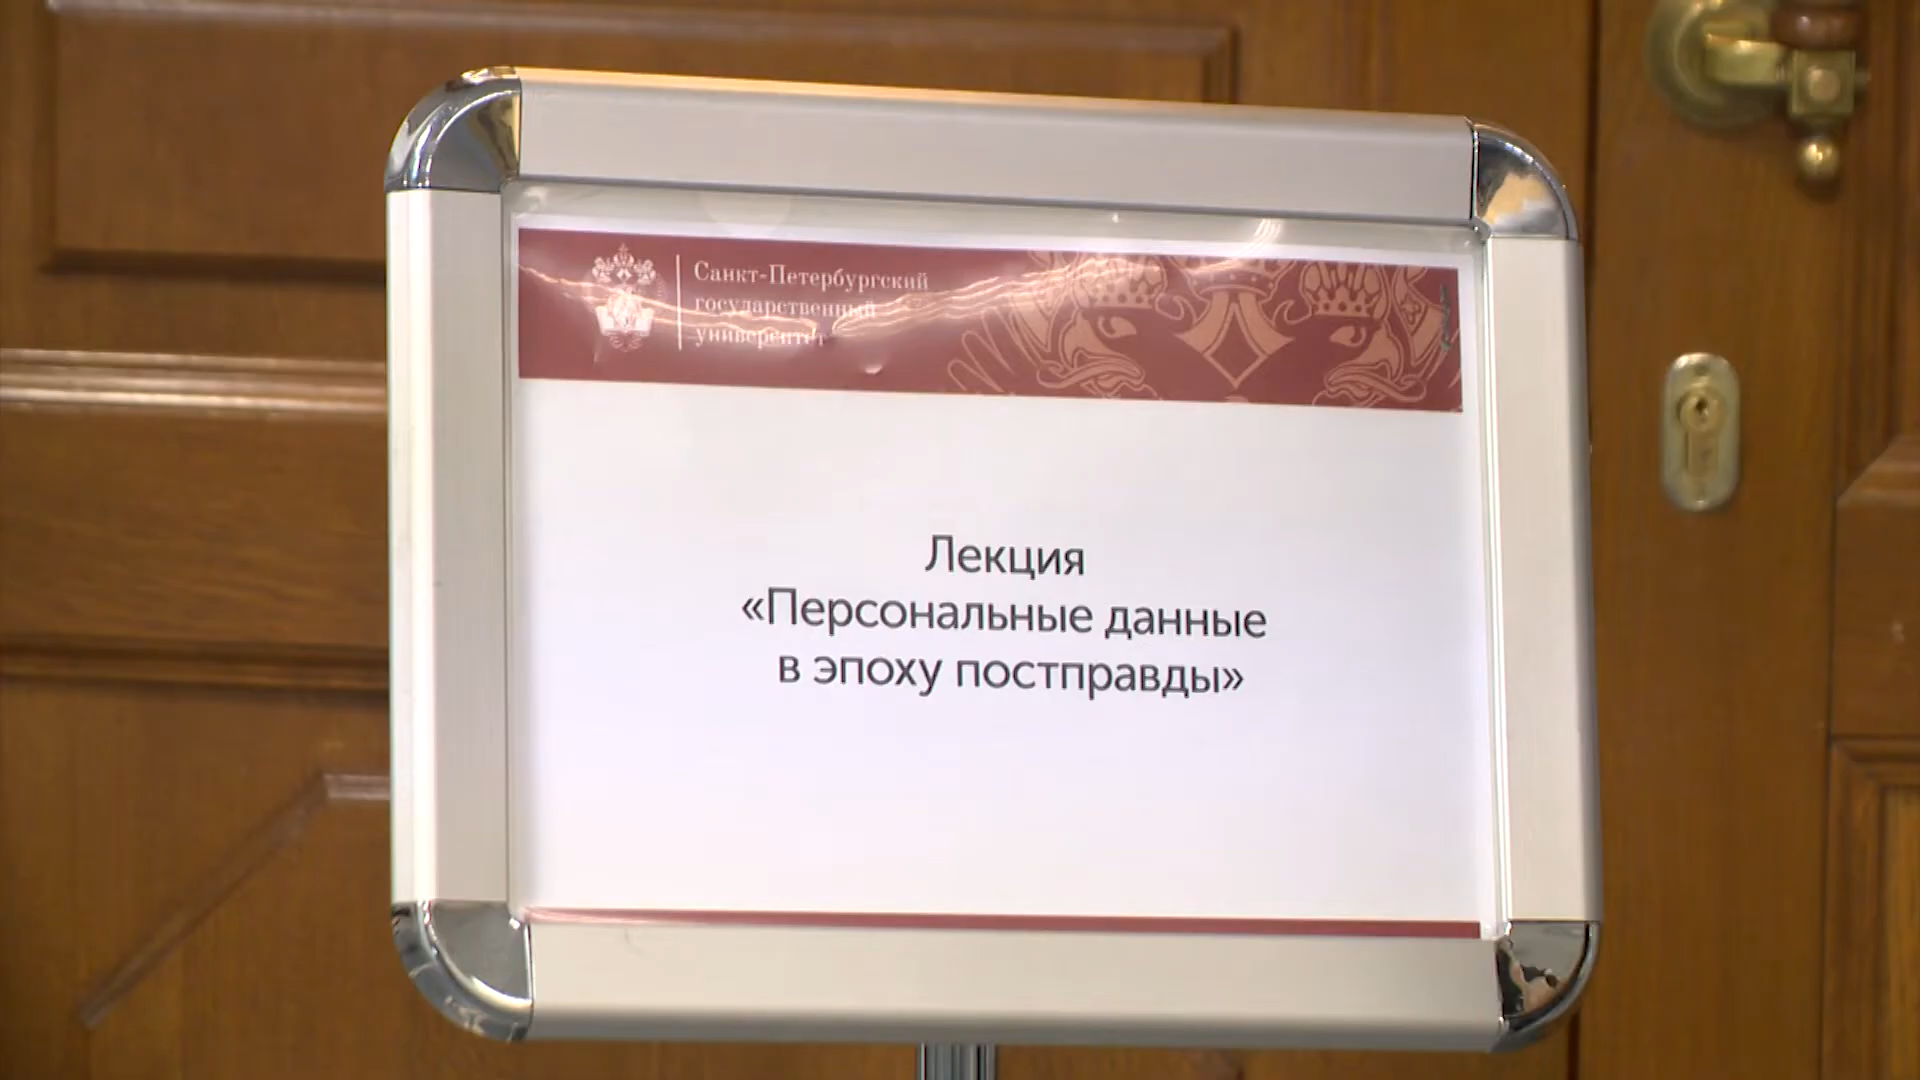 Санкт-Петербургский
государственный
университет
Лекция
«Персональные данные
в эпоху постправды»